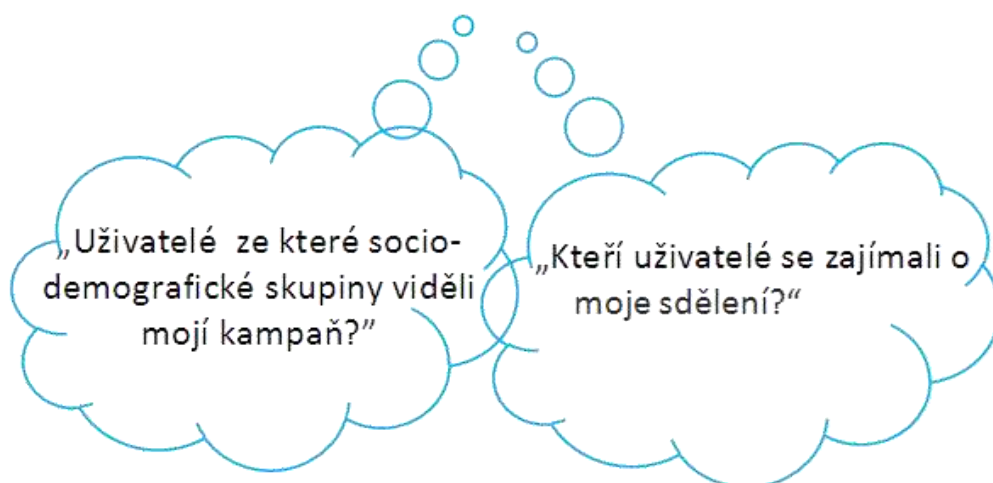 „Uživatelé ze které socio-
demografické skupiny viděli
mojí kampaň?”
„Kteří uživatelé se zajímali o
moje sdělení?“